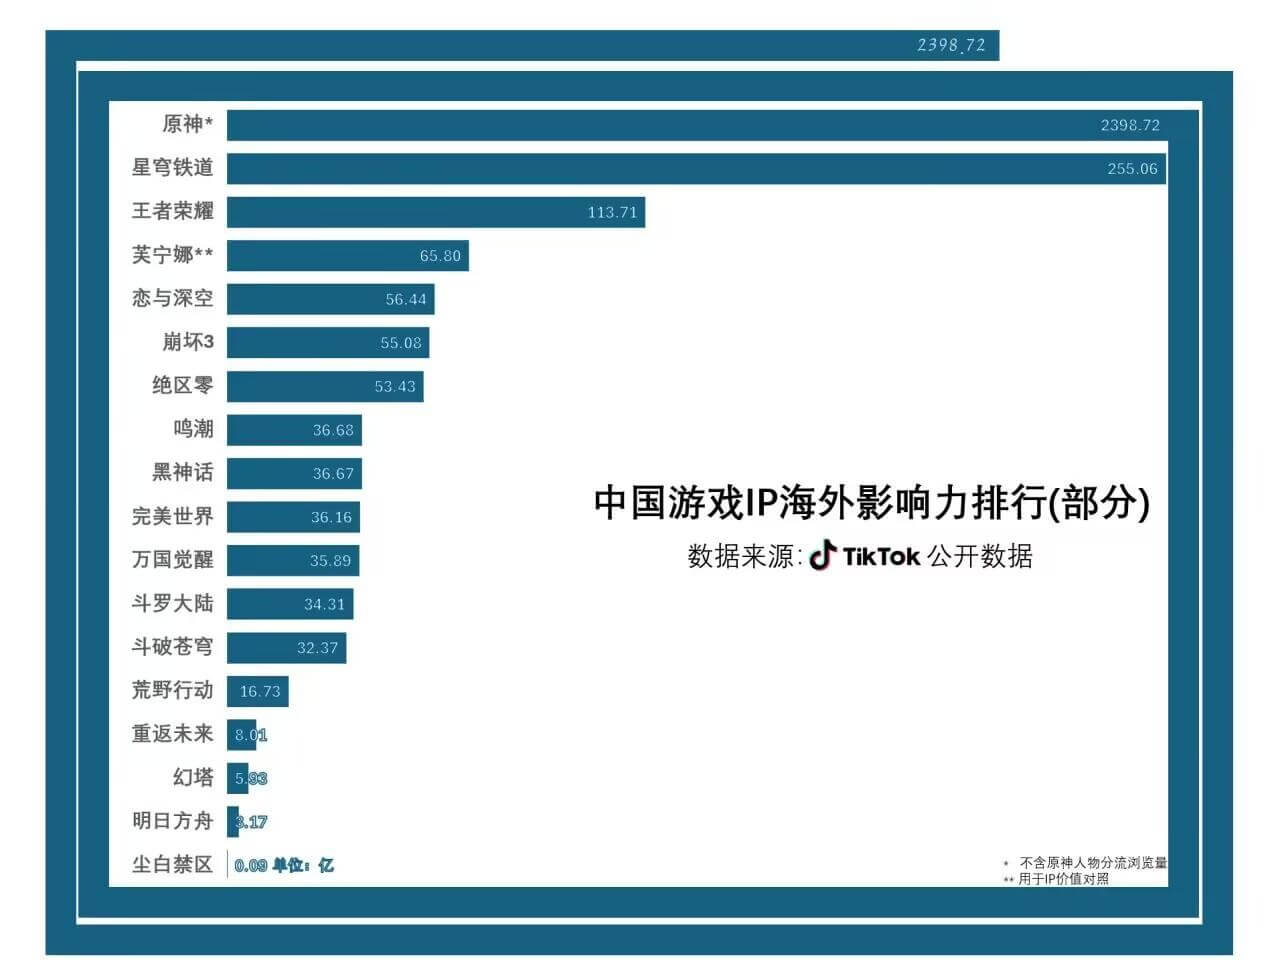 2398.72
原神* 2398.72
星穹铁道 255.06
王者荣耀 113.71
芙宁娜** 65.80
恋与深空 56.44
崩坏3 55.08
绝区零 53.43
鸣潮 36.68
黑神话 36.67
完美世界 36.16
万国觉醒 35.89
斗罗大陆 34.31
斗破苍穹 32.37
荒野行动 16.73
重返未来 8.01
幻塔 5.93
明日方舟 3.17
尘白禁区 0.09 单位：亿
中国游戏IP海外影响力排行(部分)
数据来源: TikTok 公开数据
* 不含原神人物分流浏览量
** 用于IP价值对照